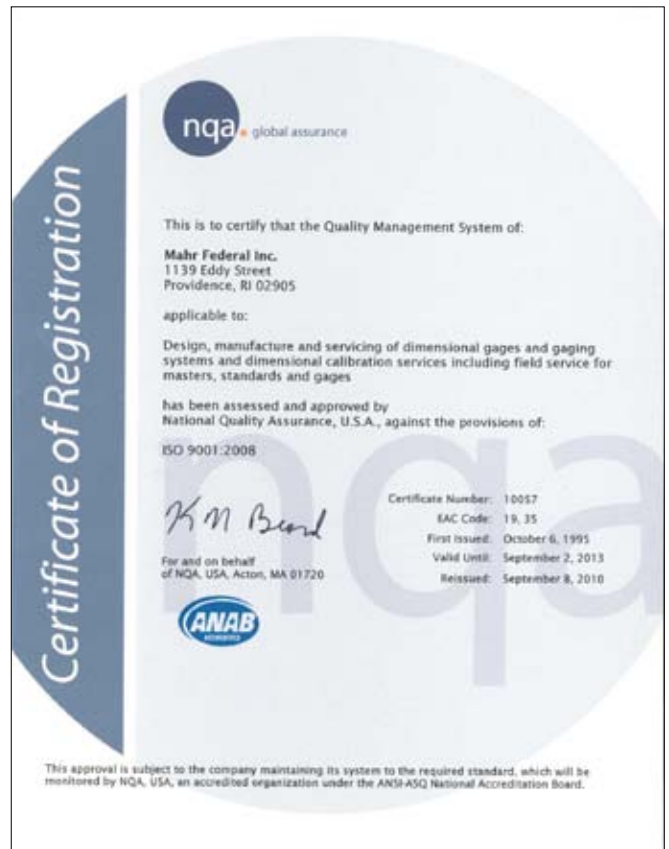 Certificate of Registration
nqa. global assurance
This is to certify that the Quality Management System of:
Mahr Federal Inc.
1139 Eddy Street
Providence, RI 02905
applicable to:
Design, manufacture and servicing of dimensional gages and gaging
systems and dimensional calibration services including field service for
masters, standards and gages
has been assessed and approved by
National Quality Assurance, U.S.A., against the provisions of:
ISO 9001:2008
nqa
K M Beard
Certificate Number: 10057
EAC Code: 19, 35
First Issued: October 6, 1995
Valid Until: September 2, 2013
Reissued: September 8, 2010
For and on behalf
of NQA, USA, Acton, MA 01720
ANAB
ACCREDITED
This approval is subject to the company maintaining its system to the required standard, which will be
monitored by NQA, USA, an accredited organization under the ANSI-ASQ National Accreditation Board.